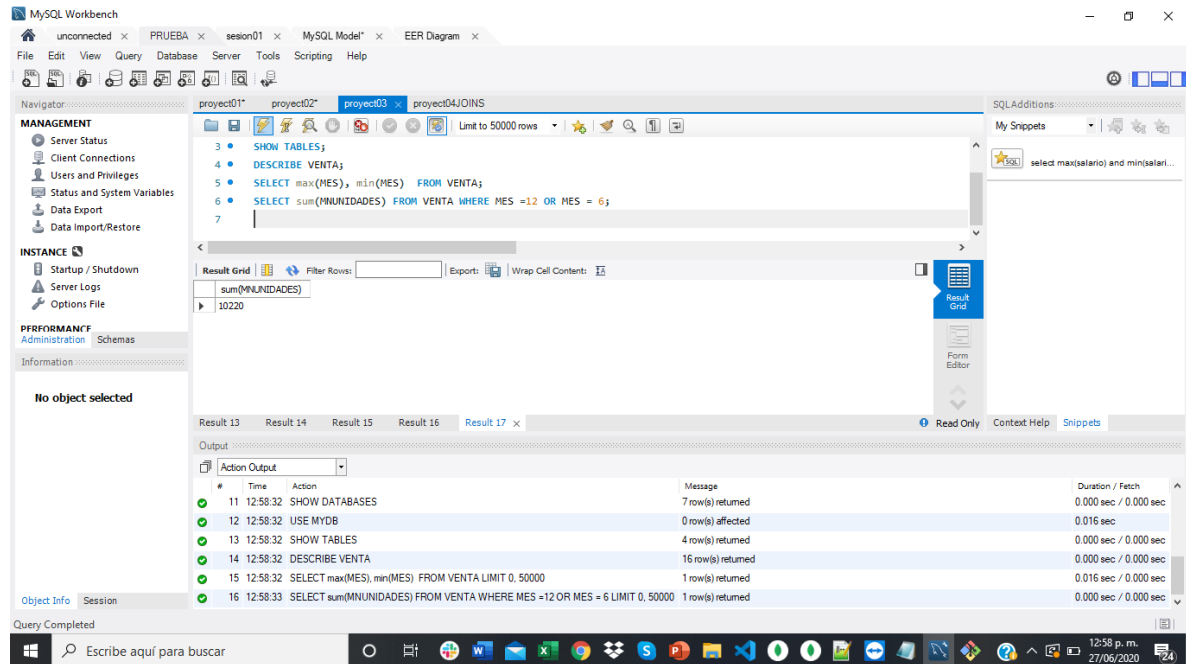 MySQL Workbench
unconnected × PRUEBA × sesion01 × MySQL Model* × EER Diagram ×
File Edit View Query Database Server Tools Scripting Help
Navigator
MANAGEMENT
Server Status
Client Connections
Users and Privileges
Status and System Variables
Data Export
Data Import/Restore
INSTANCE
Startup / Shutdown
Server Logs
Options File
PERFORMANCE
Administration Schemas
Information
No object selected
Object Info Session
proyect01* proyect02* proyect03 × proyect04JOINS
Limit to 50000 rows
3 SHOW TABLES;
4 DESCRIBE VENTA;
5 SELECT max(MES), min(MES) FROM VENTA;
6 SELECT sum(MNUNIDADES) FROM VENTA WHERE MES =12 OR MES = 6;
7
Result Grid Filter Rows: Export: Wrap Cell Content:
sum(MNUNIDADES)
10220
Result Grid
Form Editor
Result 13 Result 14 Result 15 Result 16 Result 17 × Read Only
SQL Additions
My Snippets
SQL select max(salario) and min(salari...
Context Help Snippets
Output
Action Output
# Time Action Message Duration / Fetch
11 12:58:32 SHOW DATABASES 7 row(s) returned 0.000 sec / 0.000 sec
12 12:58:32 USE MYDB 0 row(s) affected 0.016 sec
13 12:58:32 SHOW TABLES 4 row(s) returned 0.000 sec / 0.000 sec
14 12:58:32 DESCRIBE VENTA 16 row(s) returned 0.000 sec / 0.000 sec
15 12:58:32 SELECT max(MES), min(MES) FROM VENTA LIMIT 0, 50000 1 row(s) returned 0.016 sec / 0.000 sec
16 12:58:33 SELECT sum(MNUNIDADES) FROM VENTA WHERE MES =12 OR MES = 6 LIMIT 0, 50000 1 row(s) returned 0.000 sec / 0.000 sec
Query Completed
Escribe aquí para buscar
12:58 p. m.
27/06/2020
24